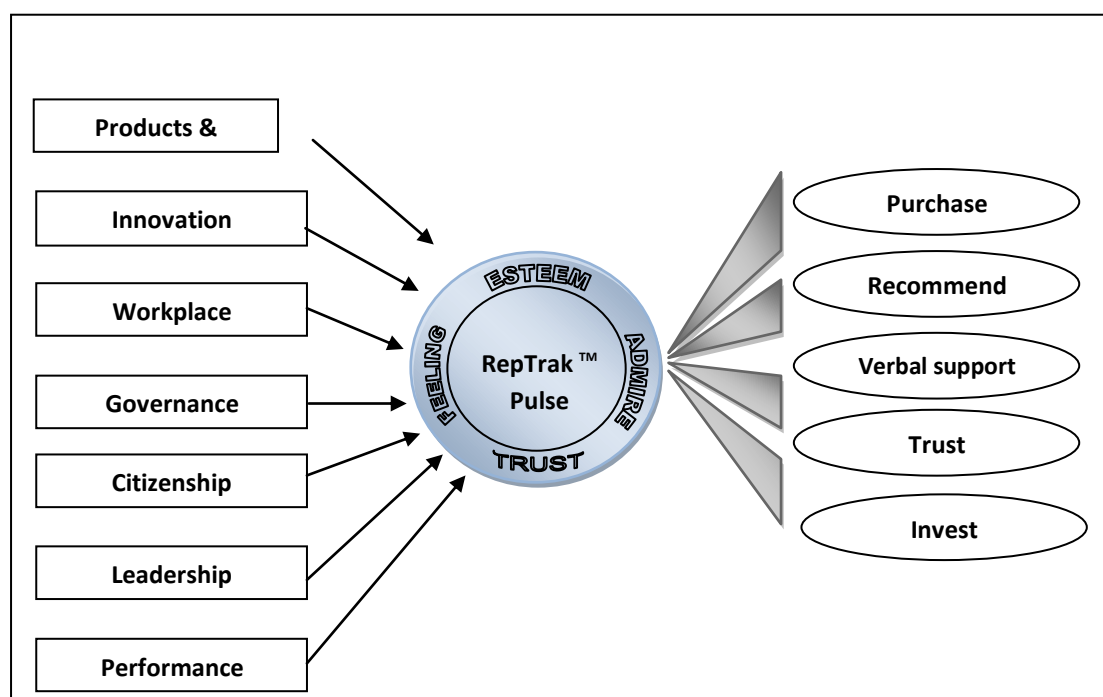 Products &
Innovation
Workplace
Governance
Citizenship
Leadership
Performance
ESTEEM
FEELING
ADMIRE
RepTrak ™
Pulse
TRUST
Purchase
Recommend
Verbal support
Trust
Invest